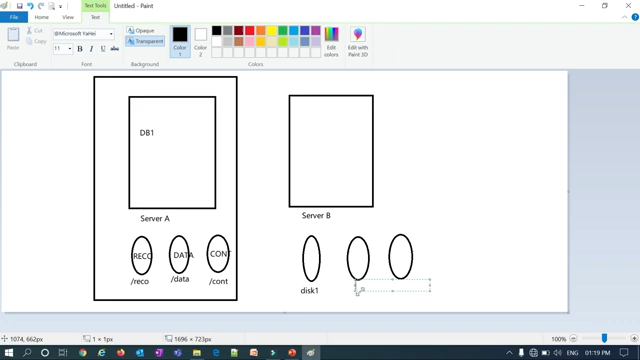 Text Tools
Untitled - Paint
File
Home
View
Text
Paste
Cut
Copy
Clipboard
@Microsoft YaHei
11
B I U abc
Font
Opaque
Transparent
Background
Color 1
Color 2
Edit colors
Edit with Paint 3D
Colors
DB1
Server A
Server B
RECO
DATA
CONT
/reco
/data
/cont
disk1
1074, 662px
1 × 1px
1696 × 723px
100%
01:19 PM